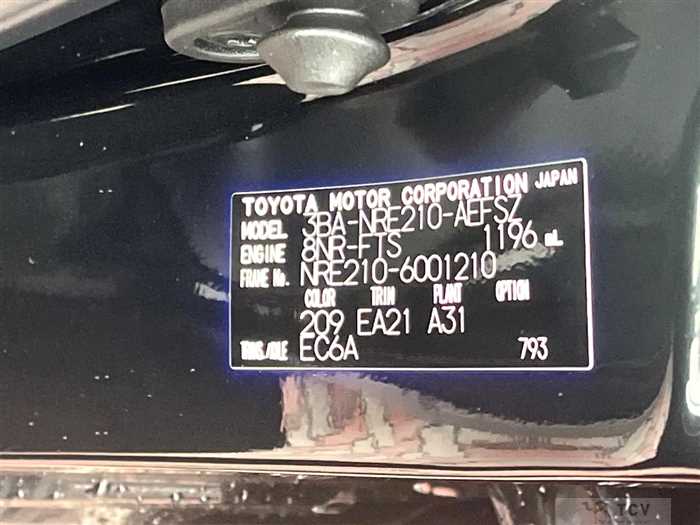 TOYOTA MOTOR CORPORATION JAPAN
MODEL 3BA-NRE210-AEFSZ
ENGINE 8NR-FTS 1196 mL
FRAME No. NRE210-6001210
COLOR TRIM PLANT OPTION
209 EA21 A31
TRANS./AXLE EC6A 793
TCV